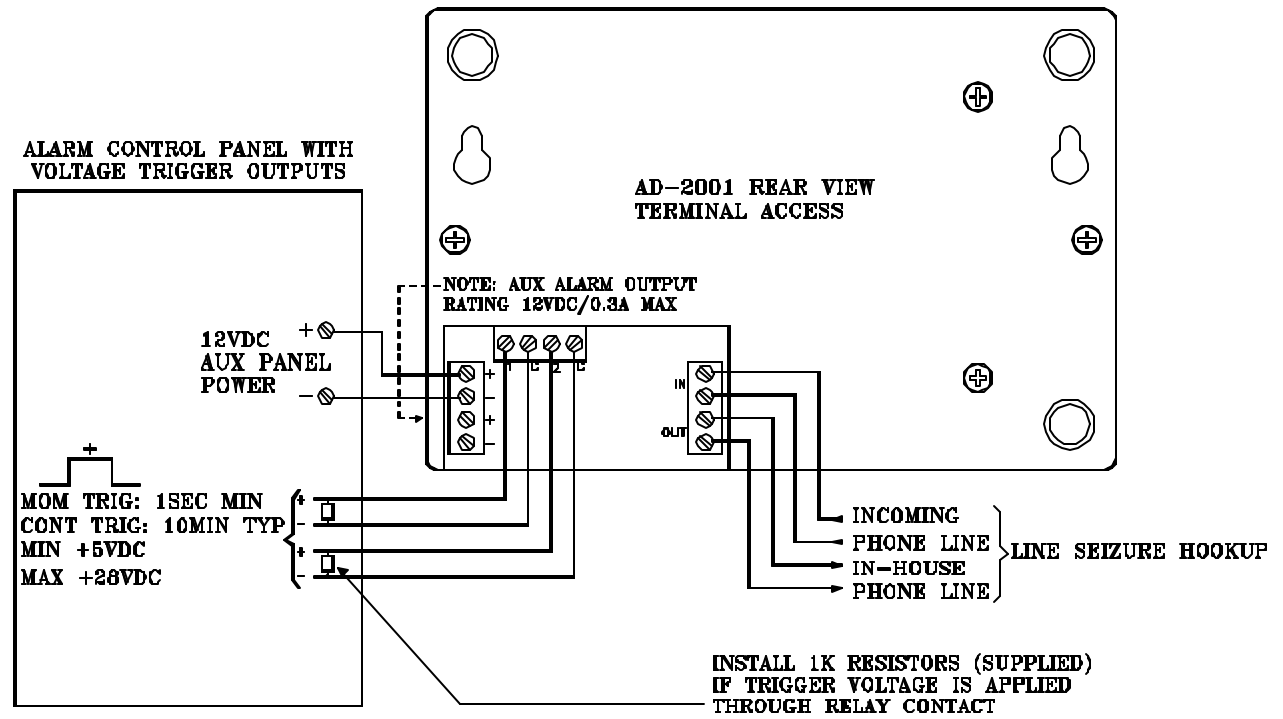 ALARM CONTROL PANEL WITH
VOLTAGE TRIGGER OUTPUTS
AD-2001 REAR VIEW
TERMINAL ACCESS
NOTE: AUX ALARM OUTPUT
RATING 12VDC/0.3A MAX
12VDC
AUX PANEL
POWER
+
-
+
-
+
-
1 C 2 C
IN
OUT
+
MOM TRIG: 1SEC MIN
CONT TRIG: 10MIN TYP
MIN +5VDC
MAX +28VDC
+
-
+
-
INCOMING
PHONE LINE
IN-HOUSE
PHONE LINE
LINE SEIZURE HOOKUP
INSTALL 1K RESISTORS (SUPPLIED)
IF TRIGGER VOLTAGE IS APPLIED
THROUGH RELAY CONTACT